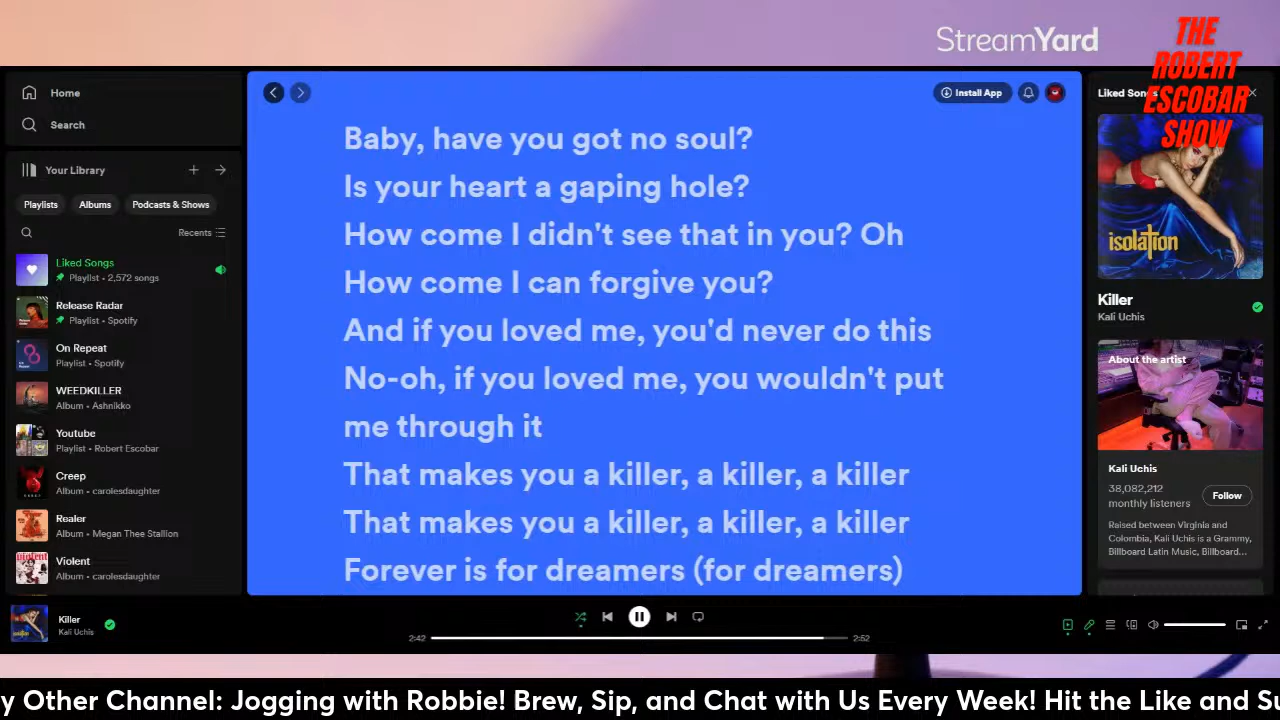 StreamYard
THE
ROBERT
ESCOBAR
SHOW
Home
Search
Your Library
Playlists
Albums
Podcasts & Shows
Recents
Liked Songs
Playlist • 2,572 songs
Release Radar
Playlist • Spotify
On Repeat
Playlist • Spotify
WEEDKILLER
Album • Ashnikko
Youtube
Playlist • Robert Escobar
Creep
Album • carolesdaughter
Realer
Album • Megan Thee Stallion
Violent
Album • carolesdaughter
Install App
Baby, have you got no soul?
Is your heart a gaping hole?
How come I didn't see that in you? Oh
How come I can forgive you?
And if you loved me, you'd never do this
No-oh, if you loved me, you wouldn't put
me through it
That makes you a killer, a killer, a killer
That makes you a killer, a killer, a killer
Forever is for dreamers (for dreamers)
Liked Songs
isolation
Killer
Kali Uchis
About the artist
Kali Uchis
38,082,212
monthly listeners
Follow
Raised between Virginia and
Colombia, Kali Uchis is a Grammy,
Billboard Latin Music, Billboard...
Killer
Kali Uchis
2:42
2:52
y Other Channel: Jogging with Robbie! Brew, Sip, and Chat with Us Every Week! Hit the Like and Su